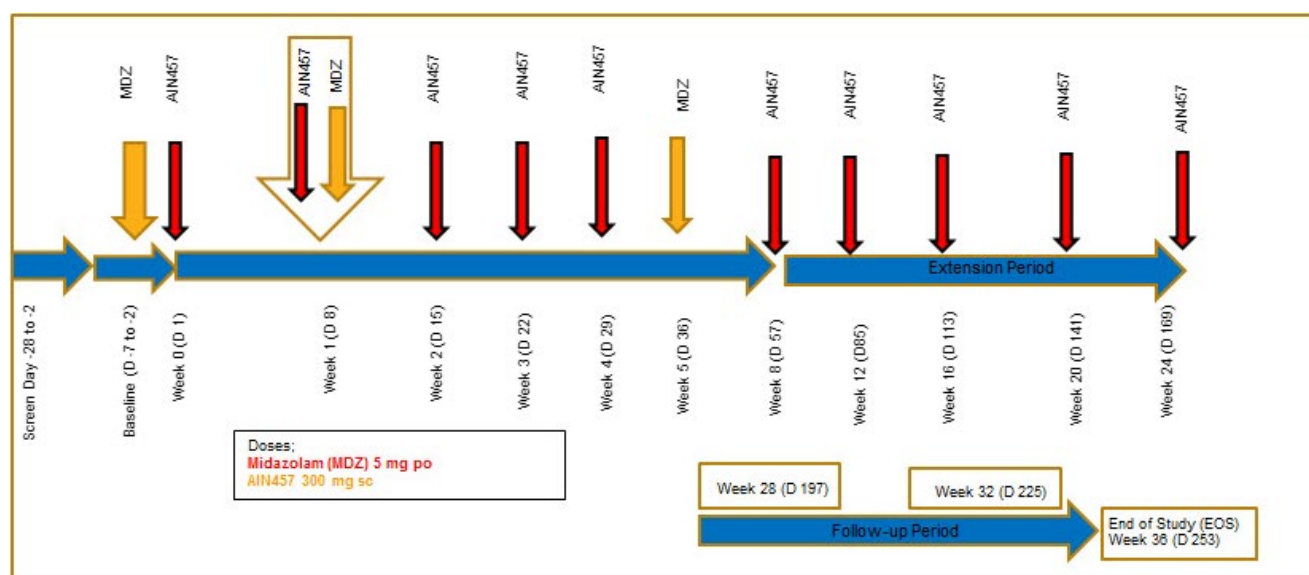 MDZ
AIN457
AIN457
MDZ
AIN457
AIN457
AIN457
MDZ
AIN457
AIN457
AIN457
AIN457
AIN457
Extension Period
Screen Day -28 to -2
Baseline (D -7 to -2)
Week 0 (D 1)
Week 1 (D 8)
Week 2 (D 15)
Week 3 (D 22)
Week 4 (D 29)
Week 5 (D 36)
Week 8 (D 57)
Week 12 (D85)
Week 16 (D 113)
Week 20 (D 141)
Week 24 (D 169)
Doses;
Midazolam (MDZ) 5 mg po
AIN457 300 mg sc
Week 28 (D 197)
Week 32 (D 225)
Follow-up Period
End of Study (EOS)
Week 36 (D 253)